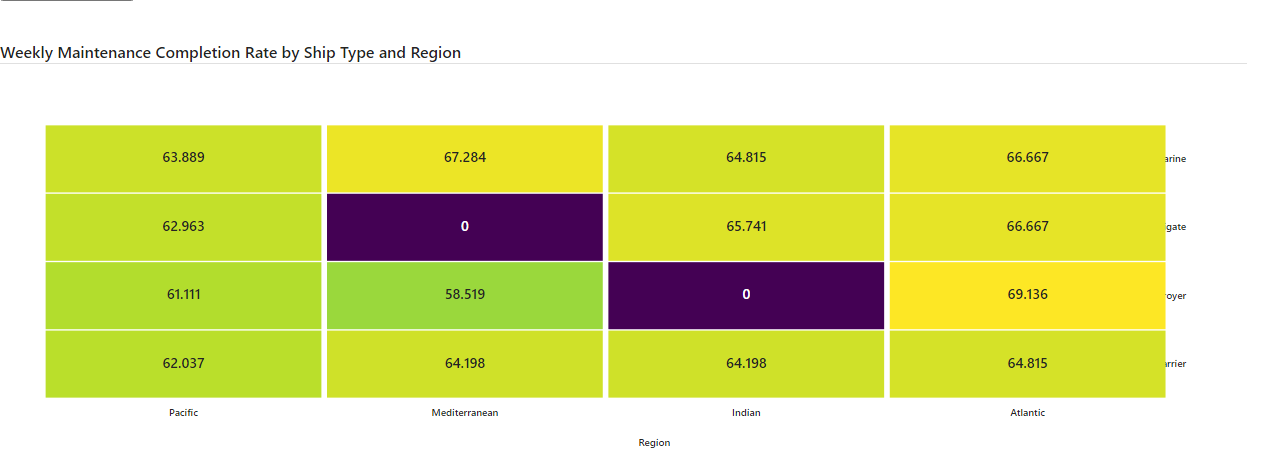 Weekly Maintenance Completion Rate by Ship Type and Region
63.889 67.284 64.815 66.667 arine
62.963 0 65.741 66.667 gate
61.111 58.519 0 69.136 royer
62.037 64.198 64.198 64.815 arrier
Pacific Mediterranean Indian Atlantic
Region